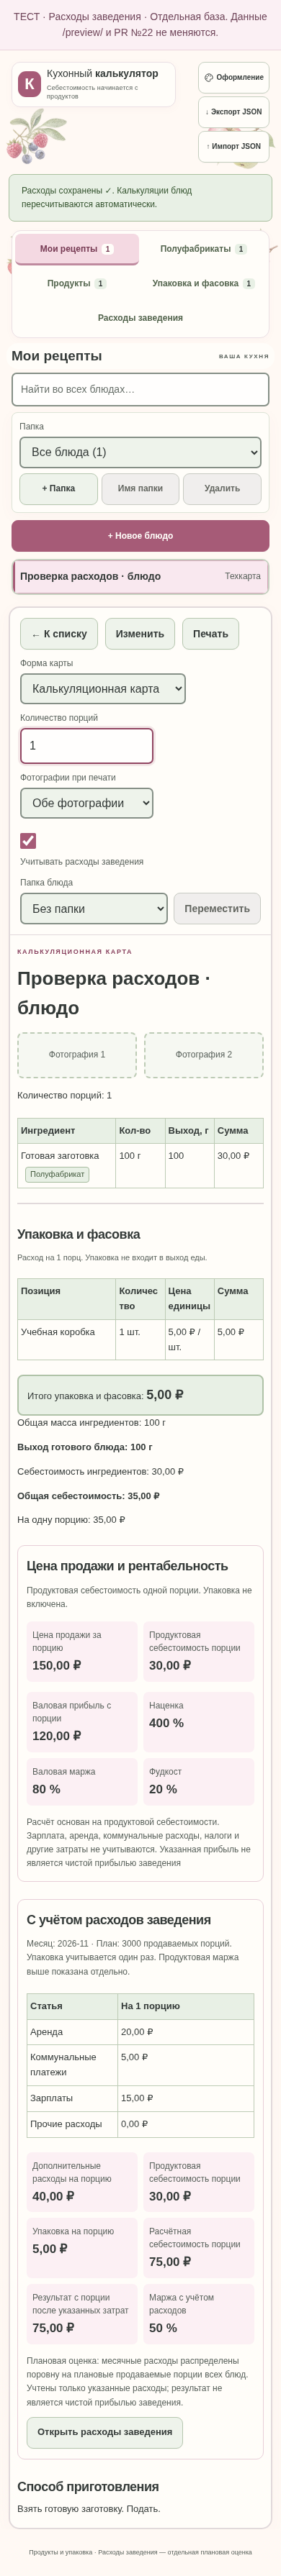 ТЕСТ · Расходы заведения · Отдельная база. Данные
/preview/ и PR №22 не меняются.
К
Кухонный калькулятор
Себестоимость начинается с
продуктов
Оформление
↓ Экспорт JSON
↑ Импорт JSON
Расходы сохранены ✓. Калькуляции блюд
пересчитываются автоматически.
Мои рецепты 1
Полуфабрикаты 1
Продукты 1
Упаковка и фасовка 1
Расходы заведения
Мои рецепты
ВАША КУХНЯ
Найти во всех блюдах...
Папка
Все блюда (1)
+ Папка
Имя папки
Удалить
+ Новое блюдо
Проверка расходов · блюдо
Техкарта
← К списку
Изменить
Печать
Форма карты
Калькуляционная карта
Количество порций
1
Фотографии при печати
Обе фотографии
Учитывать расходы заведения
Папка блюда
Без папки
Переместить
КАЛЬКУЛЯЦИОННАЯ КАРТА
Проверка расходов ·
блюдо
Фотография 1
Фотография 2
Количество порций: 1
Ингредиент Кол-во Выход, г Сумма
Готовая заготовка 100 г 100 30,00 ₽
Полуфабрикат
Упаковка и фасовка
Расход на 1 порц. Упаковка не входит в выход еды.
Позиция Количес Цена Сумма
тво единицы
Учебная коробка 1 шт. 5,00 ₽ / 5,00 ₽
шт.
Итого упаковка и фасовка: 5,00 ₽
Общая масса ингредиентов: 100 г
Выход готового блюда: 100 г
Себестоимость ингредиентов: 30,00 ₽
Общая себестоимость: 35,00 ₽
На одну порцию: 35,00 ₽
Цена продажи и рентабельность
Продуктовая себестоимость одной порции. Упаковка не
включена.
Цена продажи за
порцию
150,00 ₽
Продуктовая
себестоимость порции
30,00 ₽
Валовая прибыль с
порции
120,00 ₽
Наценка
400 %
Валовая маржа
80 %
Фудкост
20 %
Расчёт основан на продуктовой себестоимости.
Зарплата, аренда, коммунальные расходы, налоги и
другие затраты не учитываются. Указанная прибыль не
является чистой прибылью заведения
С учётом расходов заведения
Месяц: 2026-11 · План: 3000 продаваемых порций.
Упаковка учитывается один раз. Продуктовая маржа
выше показана отдельно.
Статья На 1 порцию
Аренда 20,00 ₽
Коммунальные 5,00 ₽
платежи
Зарплаты 15,00 ₽
Прочие расходы 0,00 ₽
Дополнительные
расходы на порцию
40,00 ₽
Продуктовая
себестоимость порции
30,00 ₽
Упаковка на порцию
5,00 ₽
Расчётная
себестоимость порции
75,00 ₽
Результат с порции
после указанных затрат
75,00 ₽
Маржа с учётом
расходов
50 %
Плановая оценка: месячные расходы распределены
поровну на плановые продаваемые порции всех блюд.
Учтены только указанные расходы; результат не
является чистой прибылью заведения.
Открыть расходы заведения
Способ приготовления
Взять готовую заготовку. Подать.
Продукты и упаковка · Расходы заведения — отдельная плановая оценка